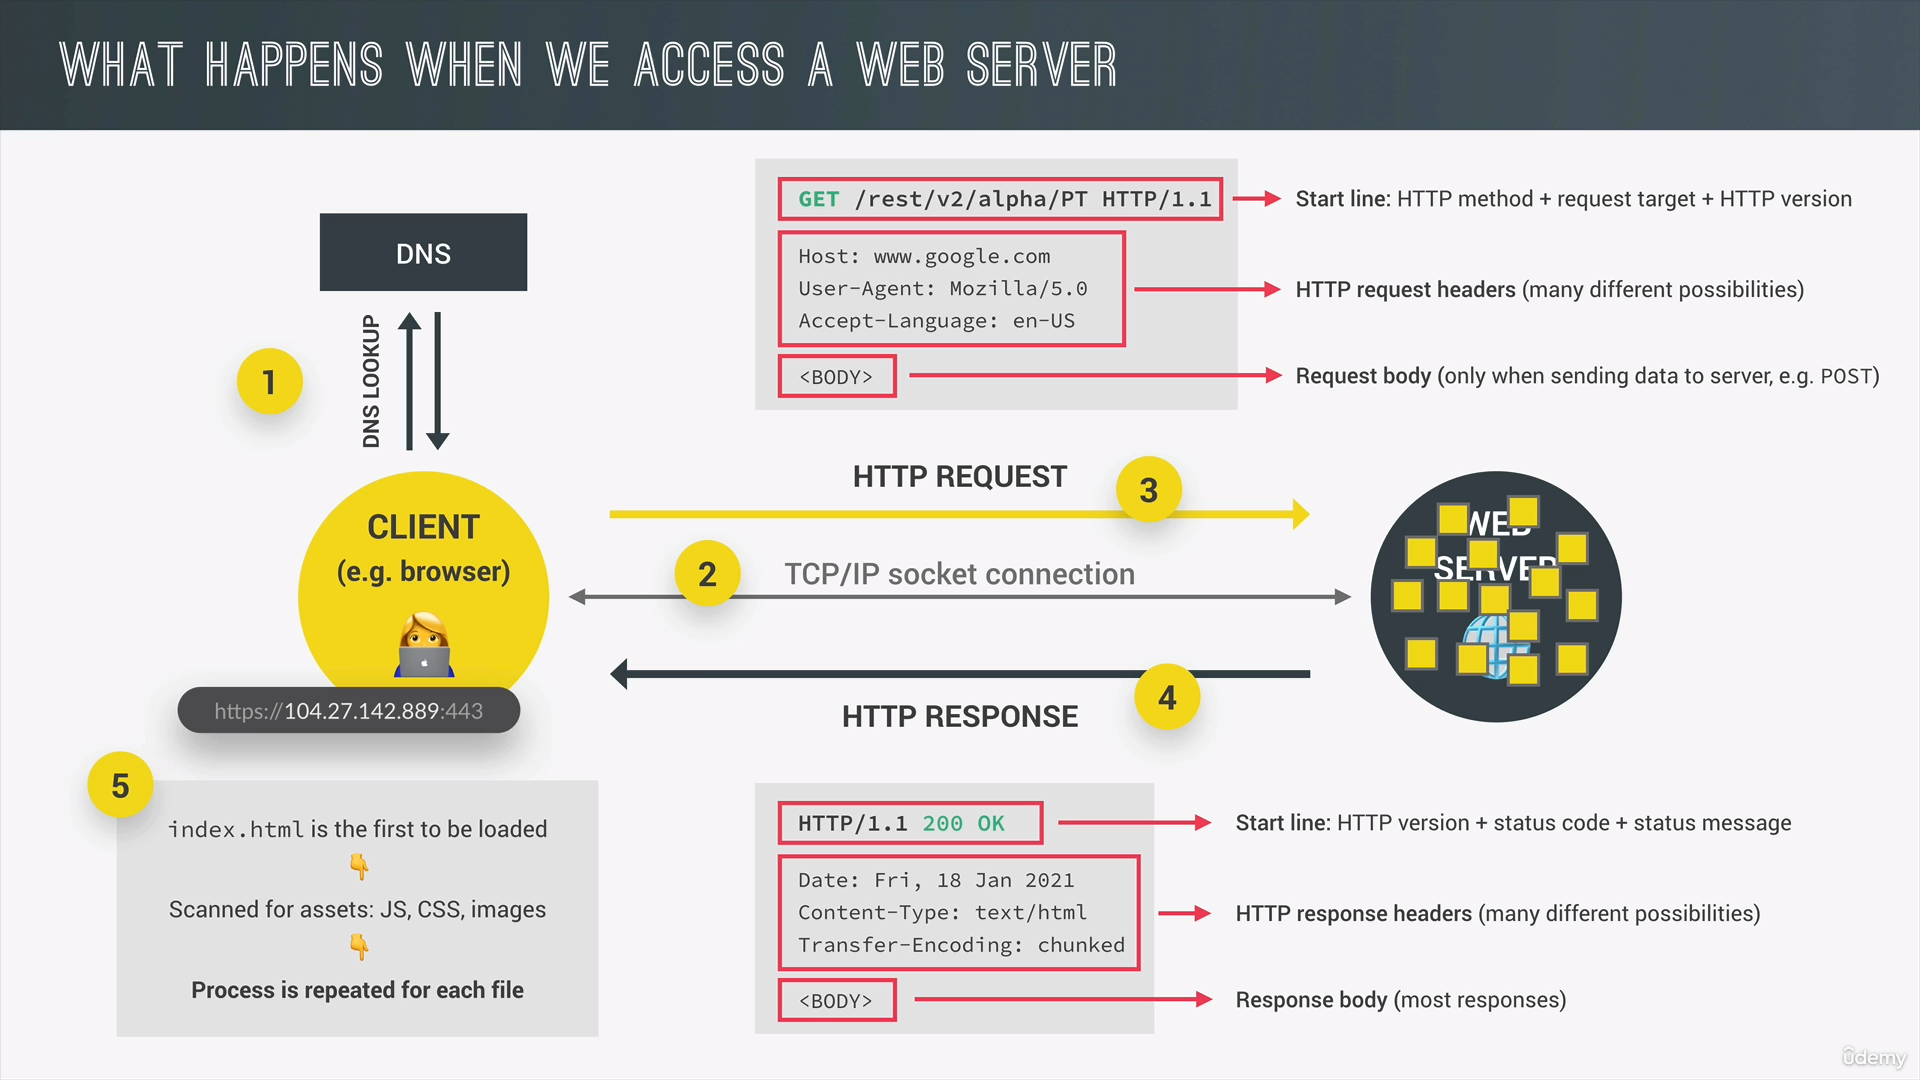 WHAT HAPPENS WHEN WE ACCESS A WEB SERVER
GET /rest/v2/alpha/PT HTTP/1.1
Start line: HTTP method + request target + HTTP version
Host: www.google.com
User-Agent: Mozilla/5.0
Accept-Language: en-US
HTTP request headers (many different possibilities)
<BODY>
Request body (only when sending data to server, e.g. POST)
DNS
DNS LOOKUP
1
CLIENT
(e.g. browser)
https://104.27.142.889:443
HTTP REQUEST
3
2
TCP/IP socket connection
4
HTTP RESPONSE
WEB
SERVER
5
index.html is the first to be loaded
Scanned for assets: JS, CSS, images
Process is repeated for each file
HTTP/1.1 200 OK
Start line: HTTP version + status code + status message
Date: Fri, 18 Jan 2021
Content-Type: text/html
Transfer-Encoding: chunked
HTTP response headers (many different possibilities)
<BODY>
Response body (most responses)
ûdemy